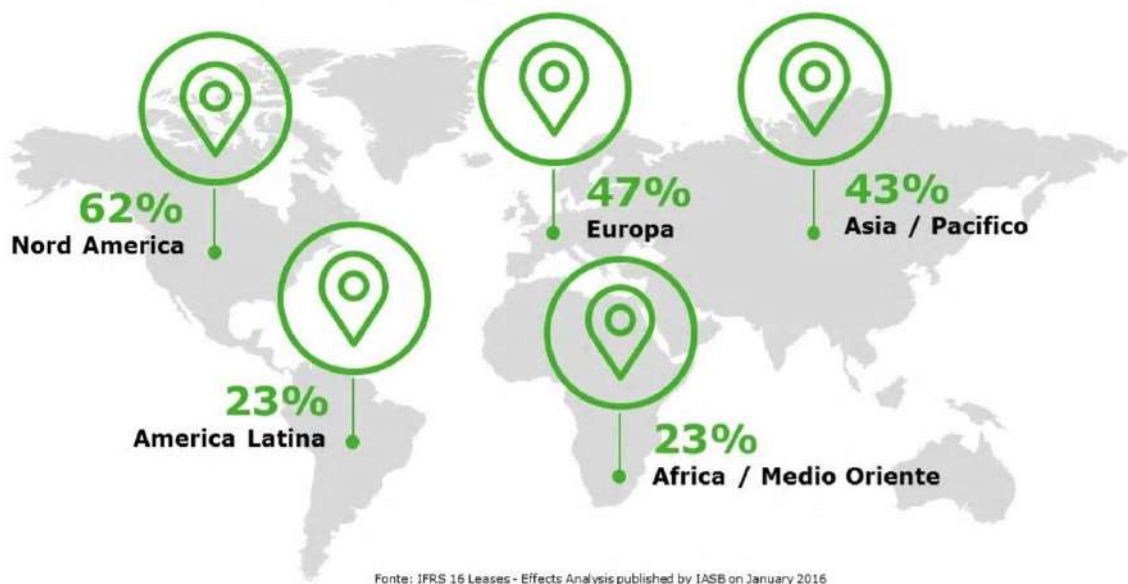 62%
Nord America
47%
Europa
43%
Asia / Pacifico
23%
America Latina
23%
Africa / Medio Oriente
Fonte: IFRS 16 Leases - Effects Analysis published by IASB on January 2016